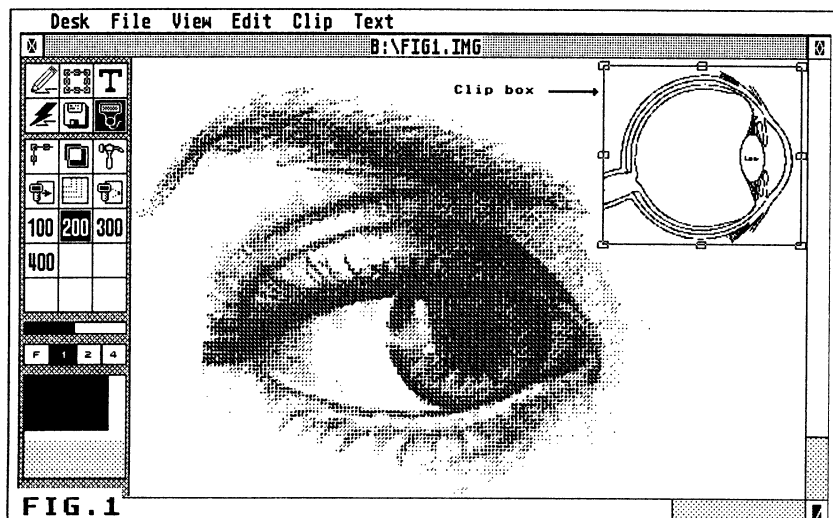 Desk File View Edit Clip Text
B:\FIG1.IMG
Clip box
T
Lens
100 200 300
400
F 1 2 4
FIG.1